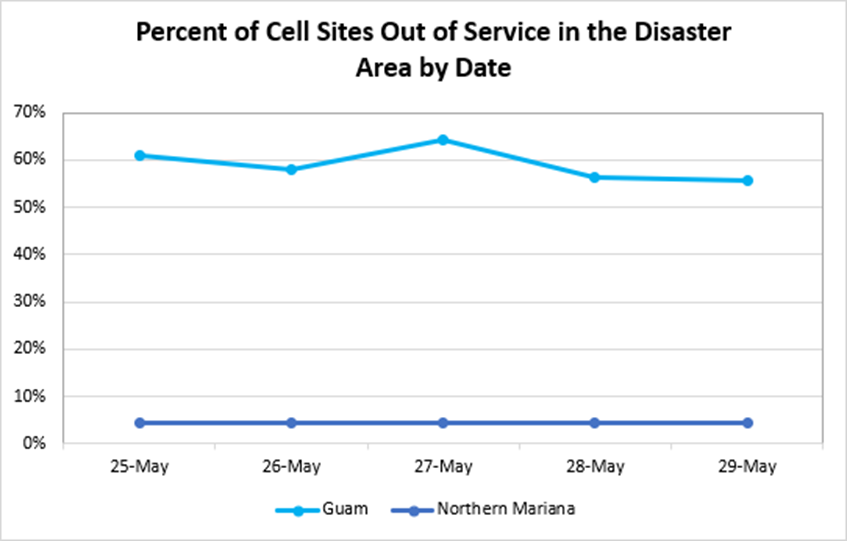 Percent of Cell Sites Out of Service in the Disaster
Area by Date
70%
60%
50%
40%
30%
20%
10%
0%
25-May 26-May 27-May 28-May 29-May
Guam Northern Mariana